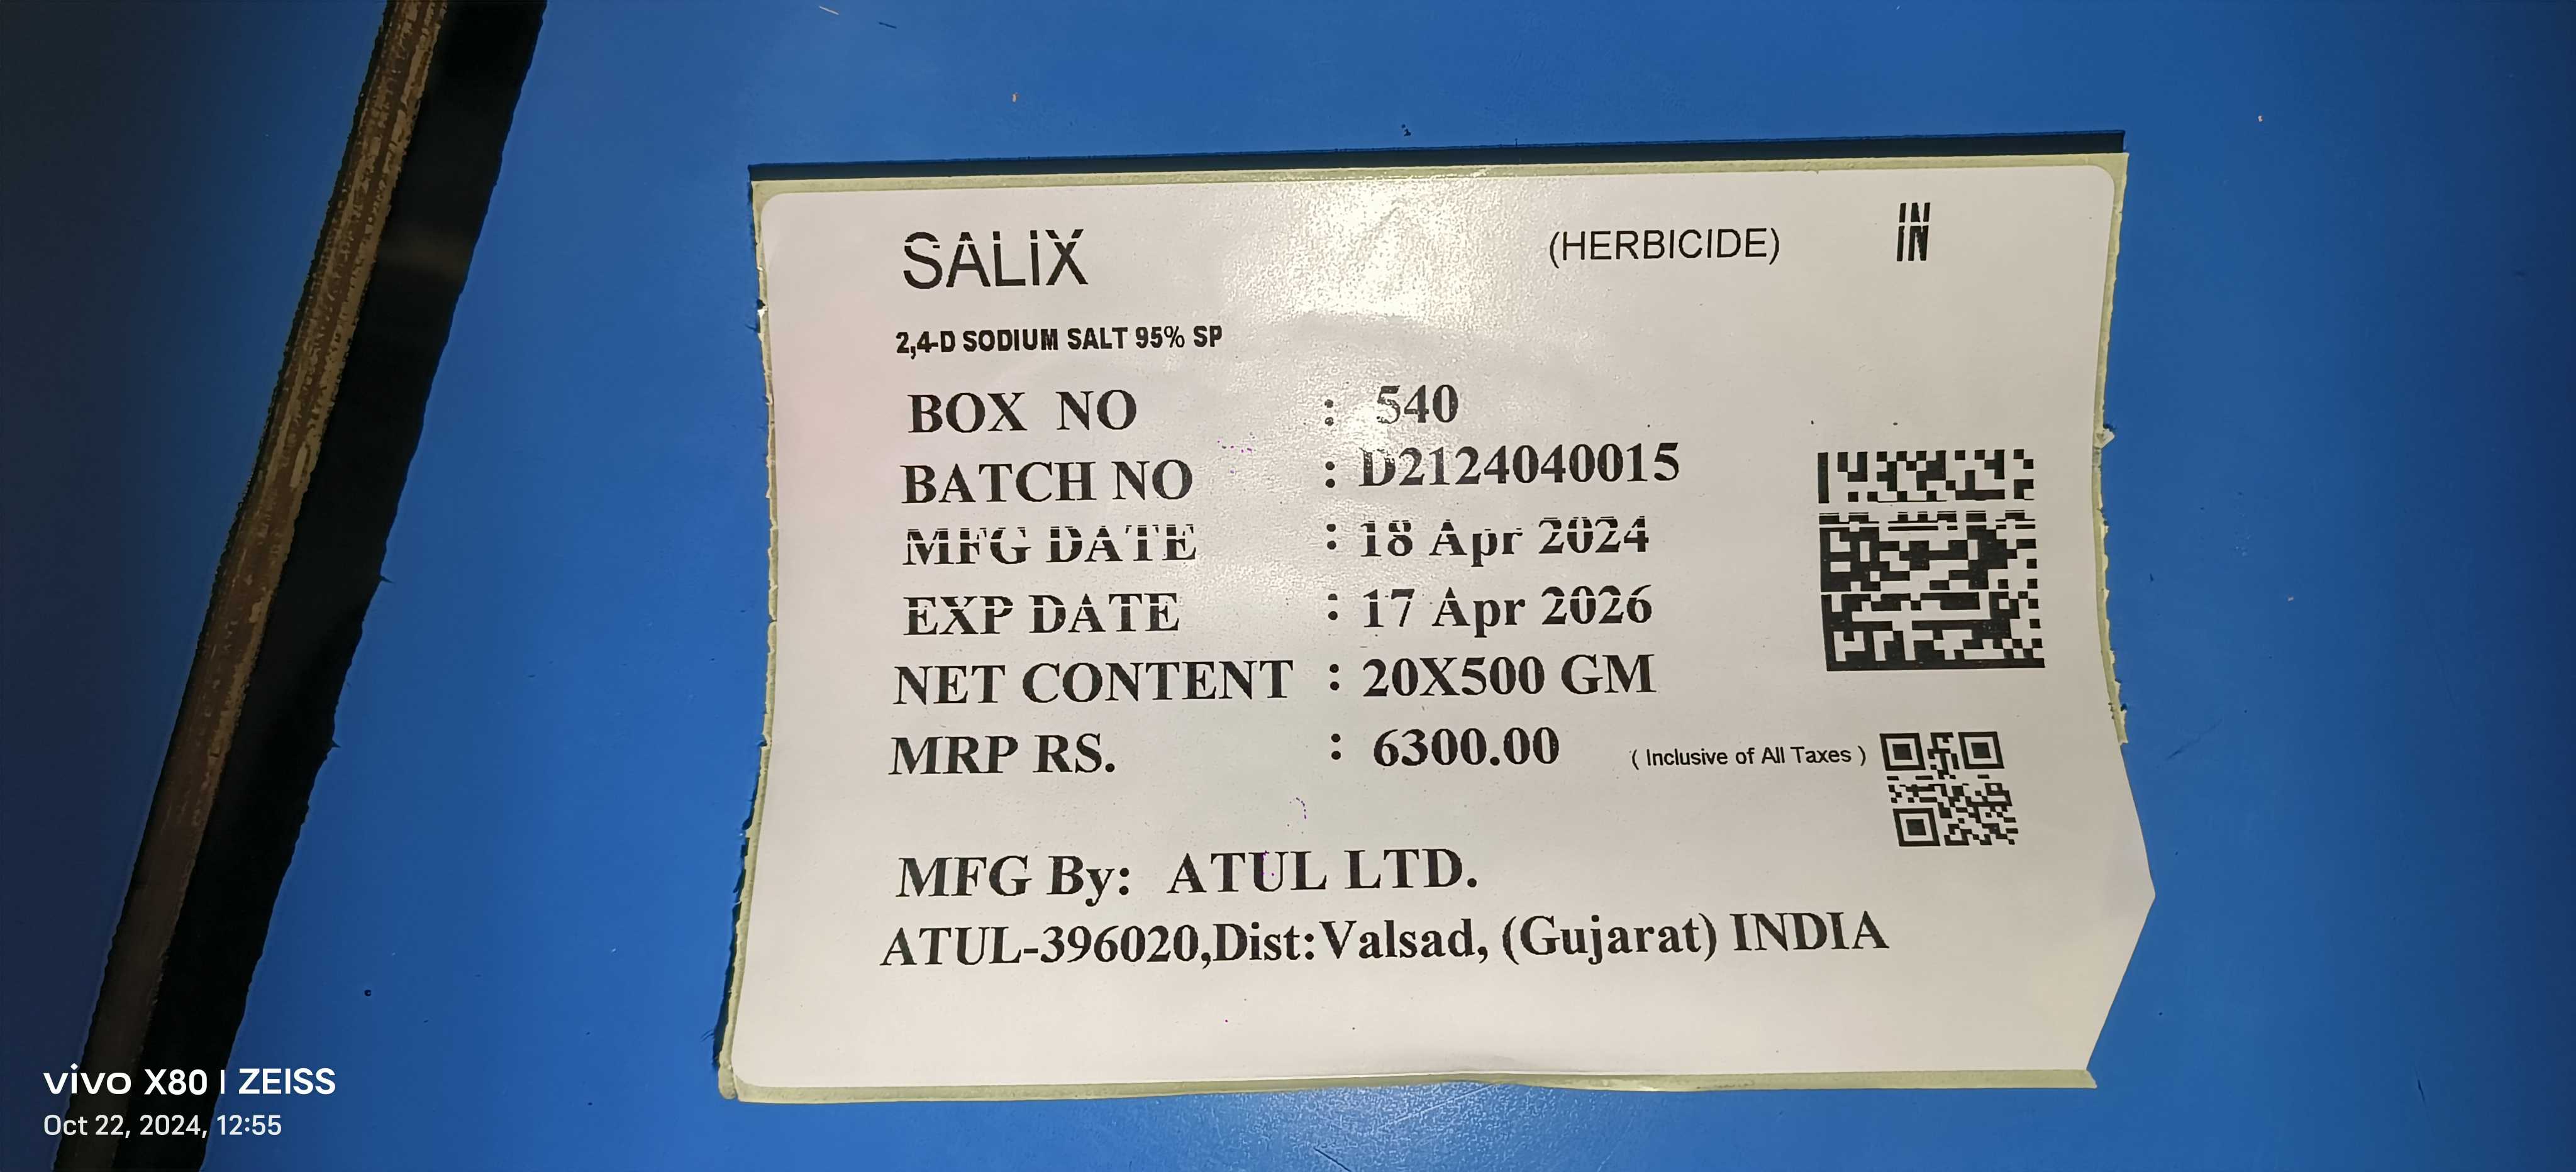 SALIX (HERBICIDE) IN
IN
2,4-D SODIUM SALT 95% SP
BOX NO : 540
BATCH NO : D2124040015
MFG DATE : 18 Apr 2024
EXP DATE : 17 Apr 2026
NET CONTENT : 20X500 GM
MRP RS. : 6300.00 ( Inclusive of All Taxes )
MFG By: ATUL LTD.
ATUL-396020,Dist:Valsad, (Gujarat) INDIA
vivo X80 | ZEISS
Oct 22, 2024, 12:55